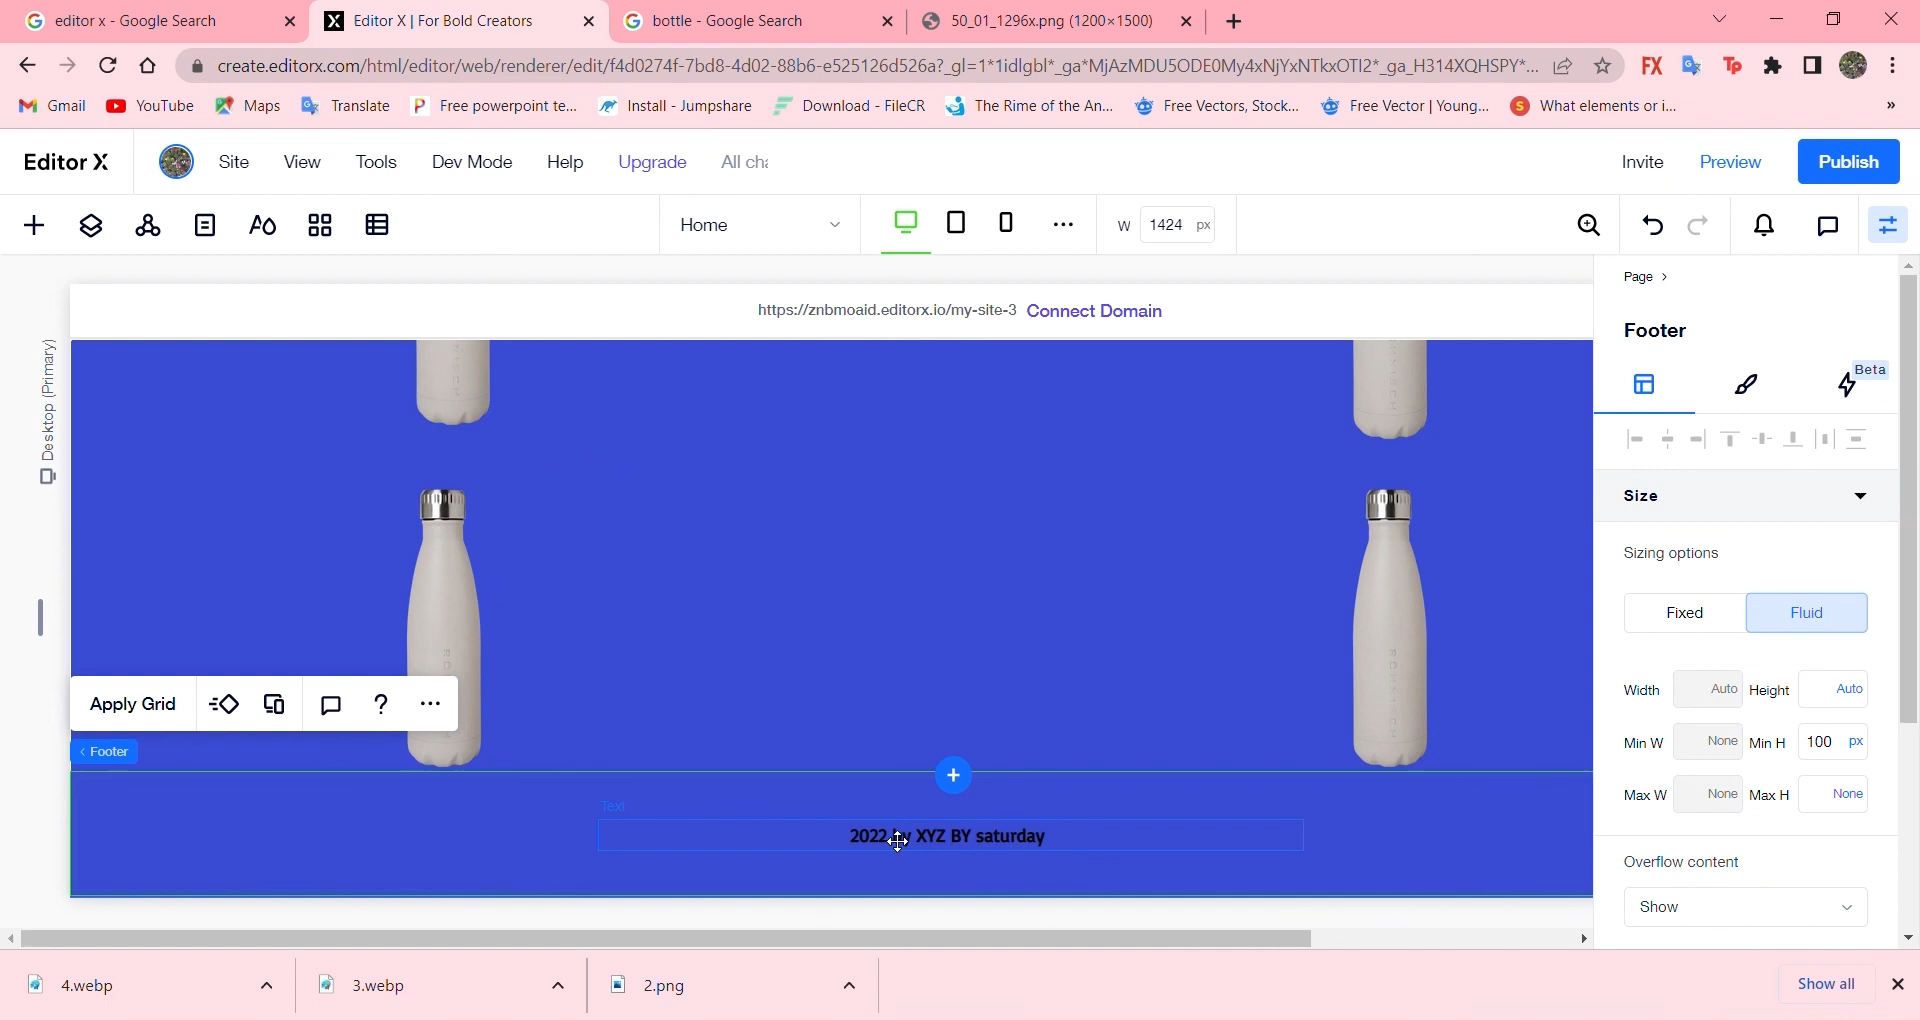 editor x - Google Search
Editor X | For Bold Creators
bottle - Google Search
50_01_1296x.png (1200×1500)
create.editorx.com/html/editor/web/renderer/edit/f4d0274f-7bd8-4d02-88b6-e525126d526a?_gl=1*1idlgbl*_ga*MjAzMDU5ODE0My4xNjYxNTkxOTI2*_ga_H314XQHSPY*...
Gmail
YouTube
Maps
Translate
Free powerpoint te...
Install - Jumpshare
Download - FileCR
The Rime of the An...
Free Vectors, Stock...
Free Vector | Young...
What elements or i...
Editor X
Site
View
Tools
Dev Mode
Help
Upgrade
All cha
Invite
Preview
Publish
Home
W 1424 px
Desktop (Primary)
https://znbmoaid.editorx.io/my-site-3 Connect Domain
Apply Grid
< Footer
Text
2022 by XYZ BY saturday
Page >
Footer
Beta
Size
Sizing options
Fixed
Fluid
Width Auto Height Auto
Min W None Min H 100 px
Max W None Max H None
Overflow content
Show
4.webp
3.webp
2.png
Show all